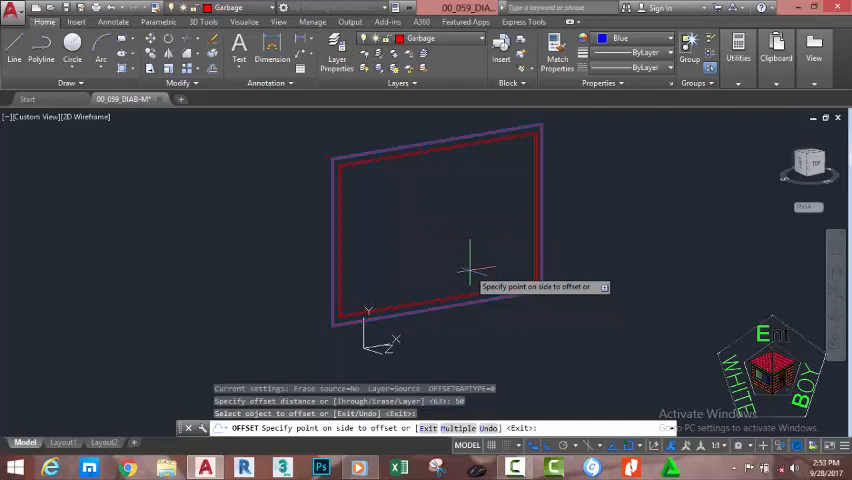 Garbage
00_059_DIAB-M...
Type a keyword or phrase
Sign In
Home Insert Annotate Parametric 3D Tools View Manage Output Add-ins A360 Featured Apps Express Tools
Line Polyline Circle Arc
Text Dimension
Layer Properties
Garbage
Insert
Match Properties
Blue
ByLayer
ByLayer
Group
Utilities
Clipboard
View
Draw Modify Annotation Layers Block Properties Groups
Start 00_059_DIAB-M*
[−][Custom View][2D Wireframe]
TOP
Specify point on side to offset or
Y
X
Z
Ent
WHITE
BOY
Current settings: Erase source=No Layer=Source OFFSETGAPTYPE=0
Specify offset distance or [Through/Erase/Layer] <63>: 50
Select object to offset or [Exit/Undo] <Exit>:
OFFSET Specify point on side to offset or [Exit Multiple Undo] <Exit>:
Activate Windows
Go to PC settings to activate Windows.
Model Layout1 Layout2
MODEL
1:1
2:53 PM
9/28/2017